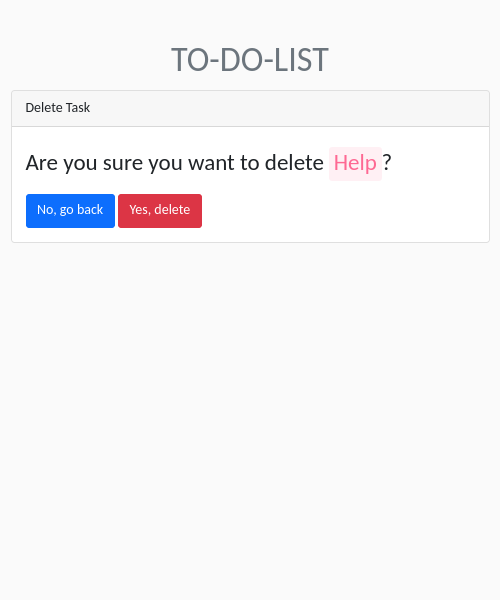 TO-DO-LIST
Delete Task
Are you sure you want to delete Help?
No, go back Yes, delete